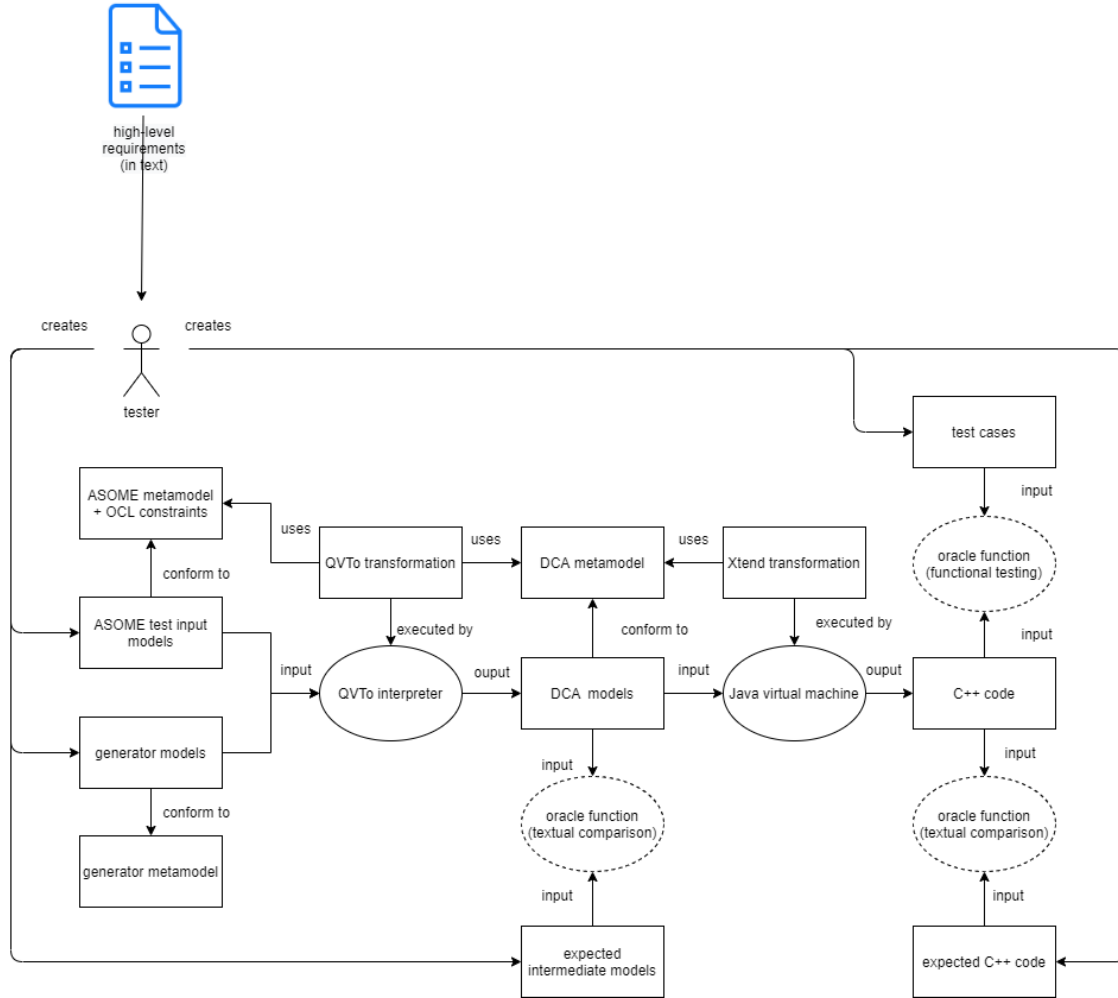 high-level
requirements
(in text)
creates
creates
tester
test cases
input
ASOME metamodel
+ OCL constraints
uses
QVTo transformation
uses
DCA metamodel
uses
Xtend transformation
oracle function
(functional testing)
conform to
executed by
conform to
executed by
input
ASOME test input
models
input
QVTo interpreter
ouput
DCA models
input
Java virtual machine
ouput
C++ code
generator models
input
input
conform to
oracle function
(textual comparison)
oracle function
(textual comparison)
generator metamodel
input
input
expected
intermediate models
expected C++ code